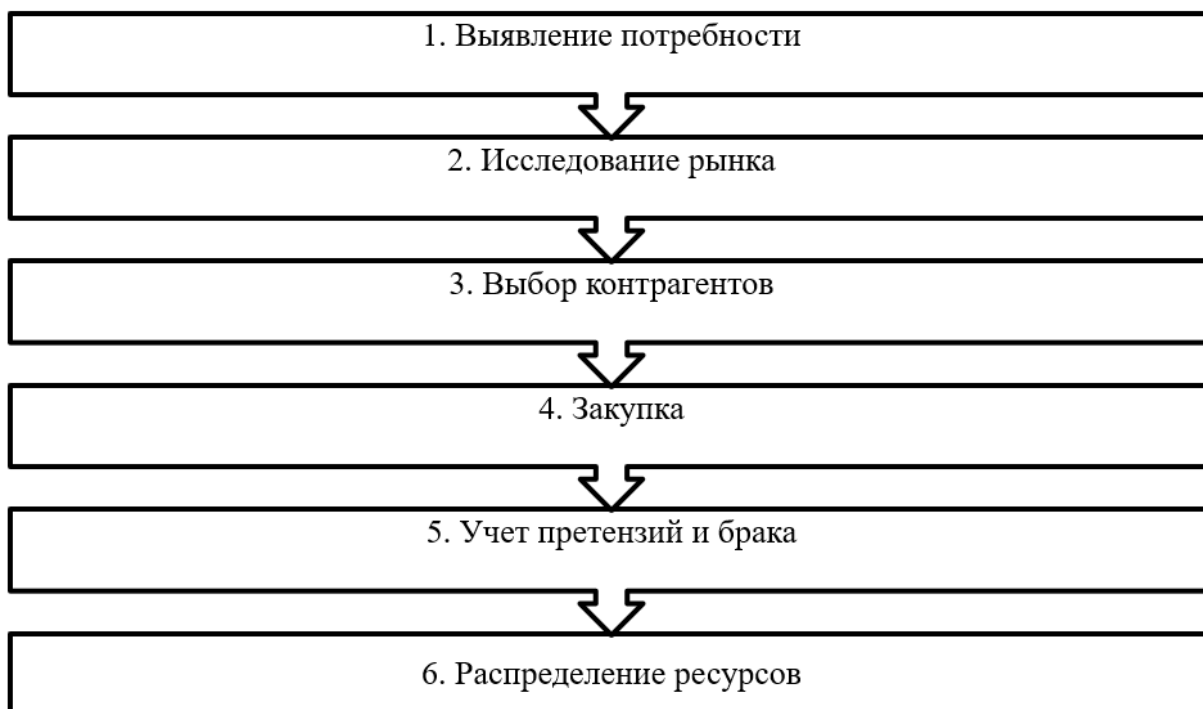 1. Выявление потребности
2. Исследование рынка
3. Выбор контрагентов
4. Закупка
5. Учет претензий и брака
6. Распределение ресурсов